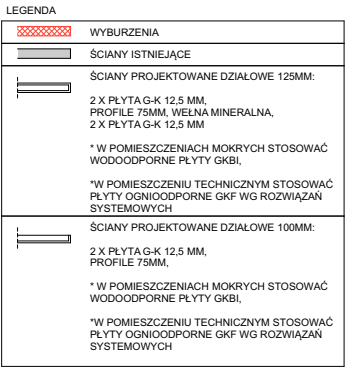 LEGENDA
WYBURZENIA
ŚCIANY ISTNIEJĄCE
ŚCIANY PROJEKTOWANE DZIAŁOWE 125MM:
2 X PŁYTA G-K 12,5 MM,
PROFILE 75MM, WEŁNA MINERALNA,
2 X PŁYTA G-K 12,5 MM
* W POMIESZCZENIACH MOKRYCH STOSOWAĆ
WODOODPORNE PŁYTY GKBI,
*W POMIESZCZENIU TECHNICZNYM STOSOWAĆ
PŁYTY OGNIOODPORNE GKF WG ROZWIĄZAŃ
SYSTEMOWYCH
ŚCIANY PROJEKTOWANE DZIAŁOWE 100MM:
2 X PŁYTA G-K 12,5 MM,
PROFILE 75MM,
* W POMIESZCZENIACH MOKRYCH STOSOWAĆ
WODOODPORNE PŁYTY GKBI,
*W POMIESZCZENIU TECHNICZNYM STOSOWAĆ
PŁYTY OGNIOODPORNE GKF WG ROZWIĄZAŃ
SYSTEMOWYCH